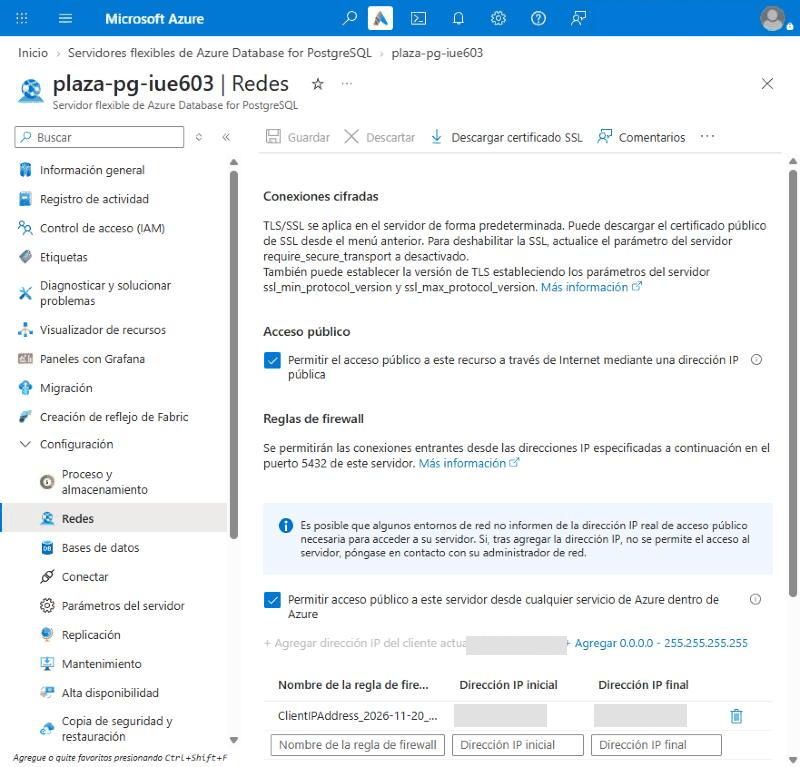 Microsoft Azure
Inicio > Servidores flexibles de Azure Database for PostgreSQL > plaza-pg-iue603
plaza-pg-iue603 | Redes
Servidor flexible de Azure Database for PostgreSQL
Buscar
Guardar
Descartar
Descargar certificado SSL
Comentarios
Información general
Registro de actividad
Control de acceso (IAM)
Etiquetas
Diagnosticar y solucionar
problemas
Visualizador de recursos
Paneles con Grafana
Migración
Creación de reflejo de Fabric
Configuración
Proceso y
almacenamiento
Redes
Bases de datos
Conectar
Parámetros del servidor
Replicación
Mantenimiento
Alta disponibilidad
Copia de seguridad y
restauración
Agregue o quite favoritos presionando Ctrl+Shift+F
Conexiones cifradas
TLS/SSL se aplica en el servidor de forma predeterminada. Puede descargar el certificado público
de SSL desde el menú anterior. Para deshabilitar la SSL, actualice el parámetro del servidor
require_secure_transport a desactivado.
También puede establecer la versión de TLS estableciendo los parámetros del servidor
ssl_min_protocol_version y ssl_max_protocol_version. Más información
Acceso público
Permitir el acceso público a este recurso a través de Internet mediante una dirección IP
pública
Reglas de firewall
Se permitirán las conexiones entrantes desde las direcciones IP especificadas a continuación en el
puerto 5432 de este servidor. Más información
Es posible que algunos entornos de red no informen de la dirección IP real de acceso público
necesaria para acceder a su servidor. Si, tras agregar la dirección IP, no se permite el acceso al
servidor, póngase en contacto con su administrador de red.
Permitir acceso público a este servidor desde cualquier servicio de Azure dentro de
Azure
+ Agregar dirección IP del cliente actua
+ Agregar 0.0.0.0 - 255.255.255.255
Nombre de la regla de fire... Dirección IP inicial Dirección IP final
ClientIPAddress_2026-11-20_...
Nombre de la regla de firewall Dirección IP inicial Dirección IP final